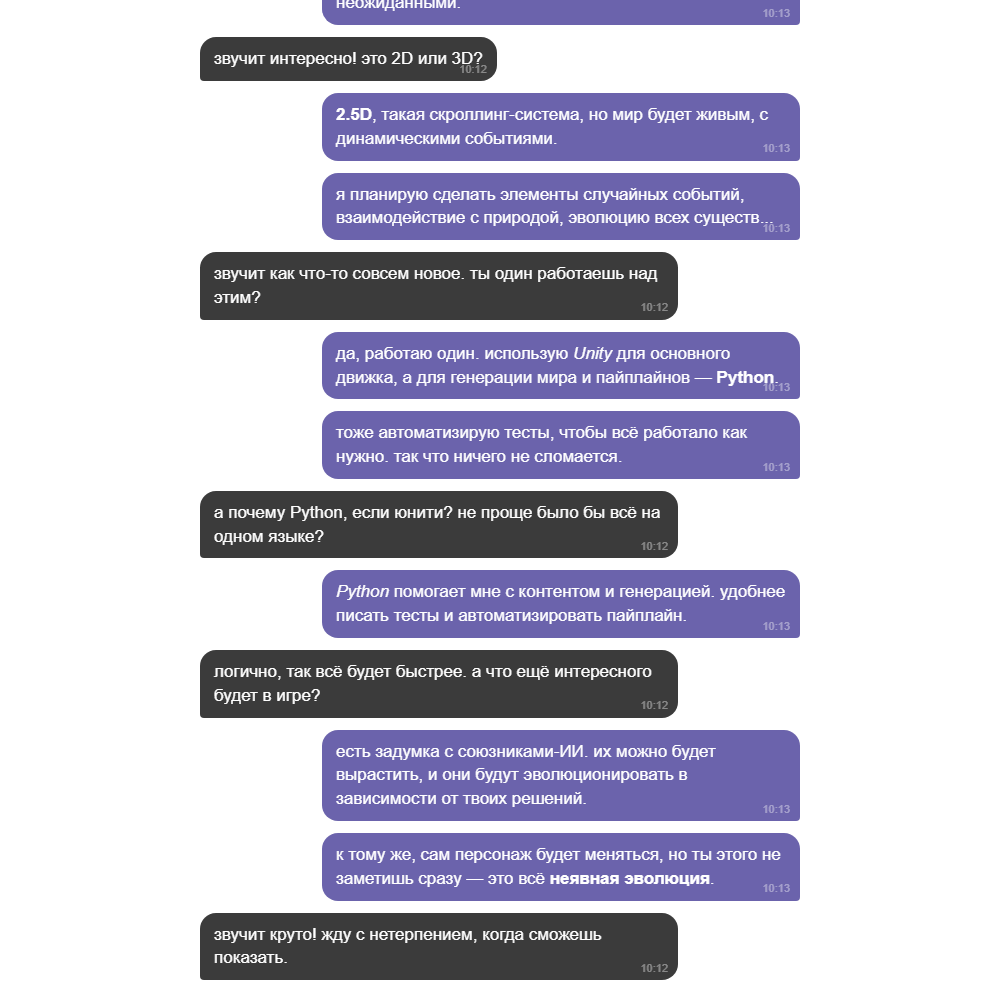 неожиданными.
10:13
звучит интересно! это 2D или 3D?
10:12
2.5D, такая скроллинг-система, но мир будет живым, с
динамическими событиями.
10:13
я планирую сделать элементы случайных событий,
взаимодействие с природой, эволюцию всех существ...
10:13
звучит как что-то совсем новое. ты один работаешь над
этим?
10:12
да, работаю один. использую Unity для основного
движка, а для генерации мира и пайплайнов — Python.
10:13
тоже автоматизирую тесты, чтобы всё работало как
нужно. так что ничего не сломается.
10:13
а почему Python, если юнити? не проще было бы всё на
одном языке?
10:12
Python помогает мне с контентом и генерацией. удобнее
писать тесты и автоматизировать пайплайн.
10:13
логично, так всё будет быстрее. а что ещё интересного
будет в игре?
10:12
есть задумка с союзниками-ИИ. их можно будет
вырастить, и они будут эволюционировать в
зависимости от твоих решений.
10:13
к тому же, сам персонаж будет меняться, но ты этого не
заметишь сразу — это всё неявная эволюция.
10:13
звучит круто! жду с нетерпением, когда сможешь
показать.
10:12